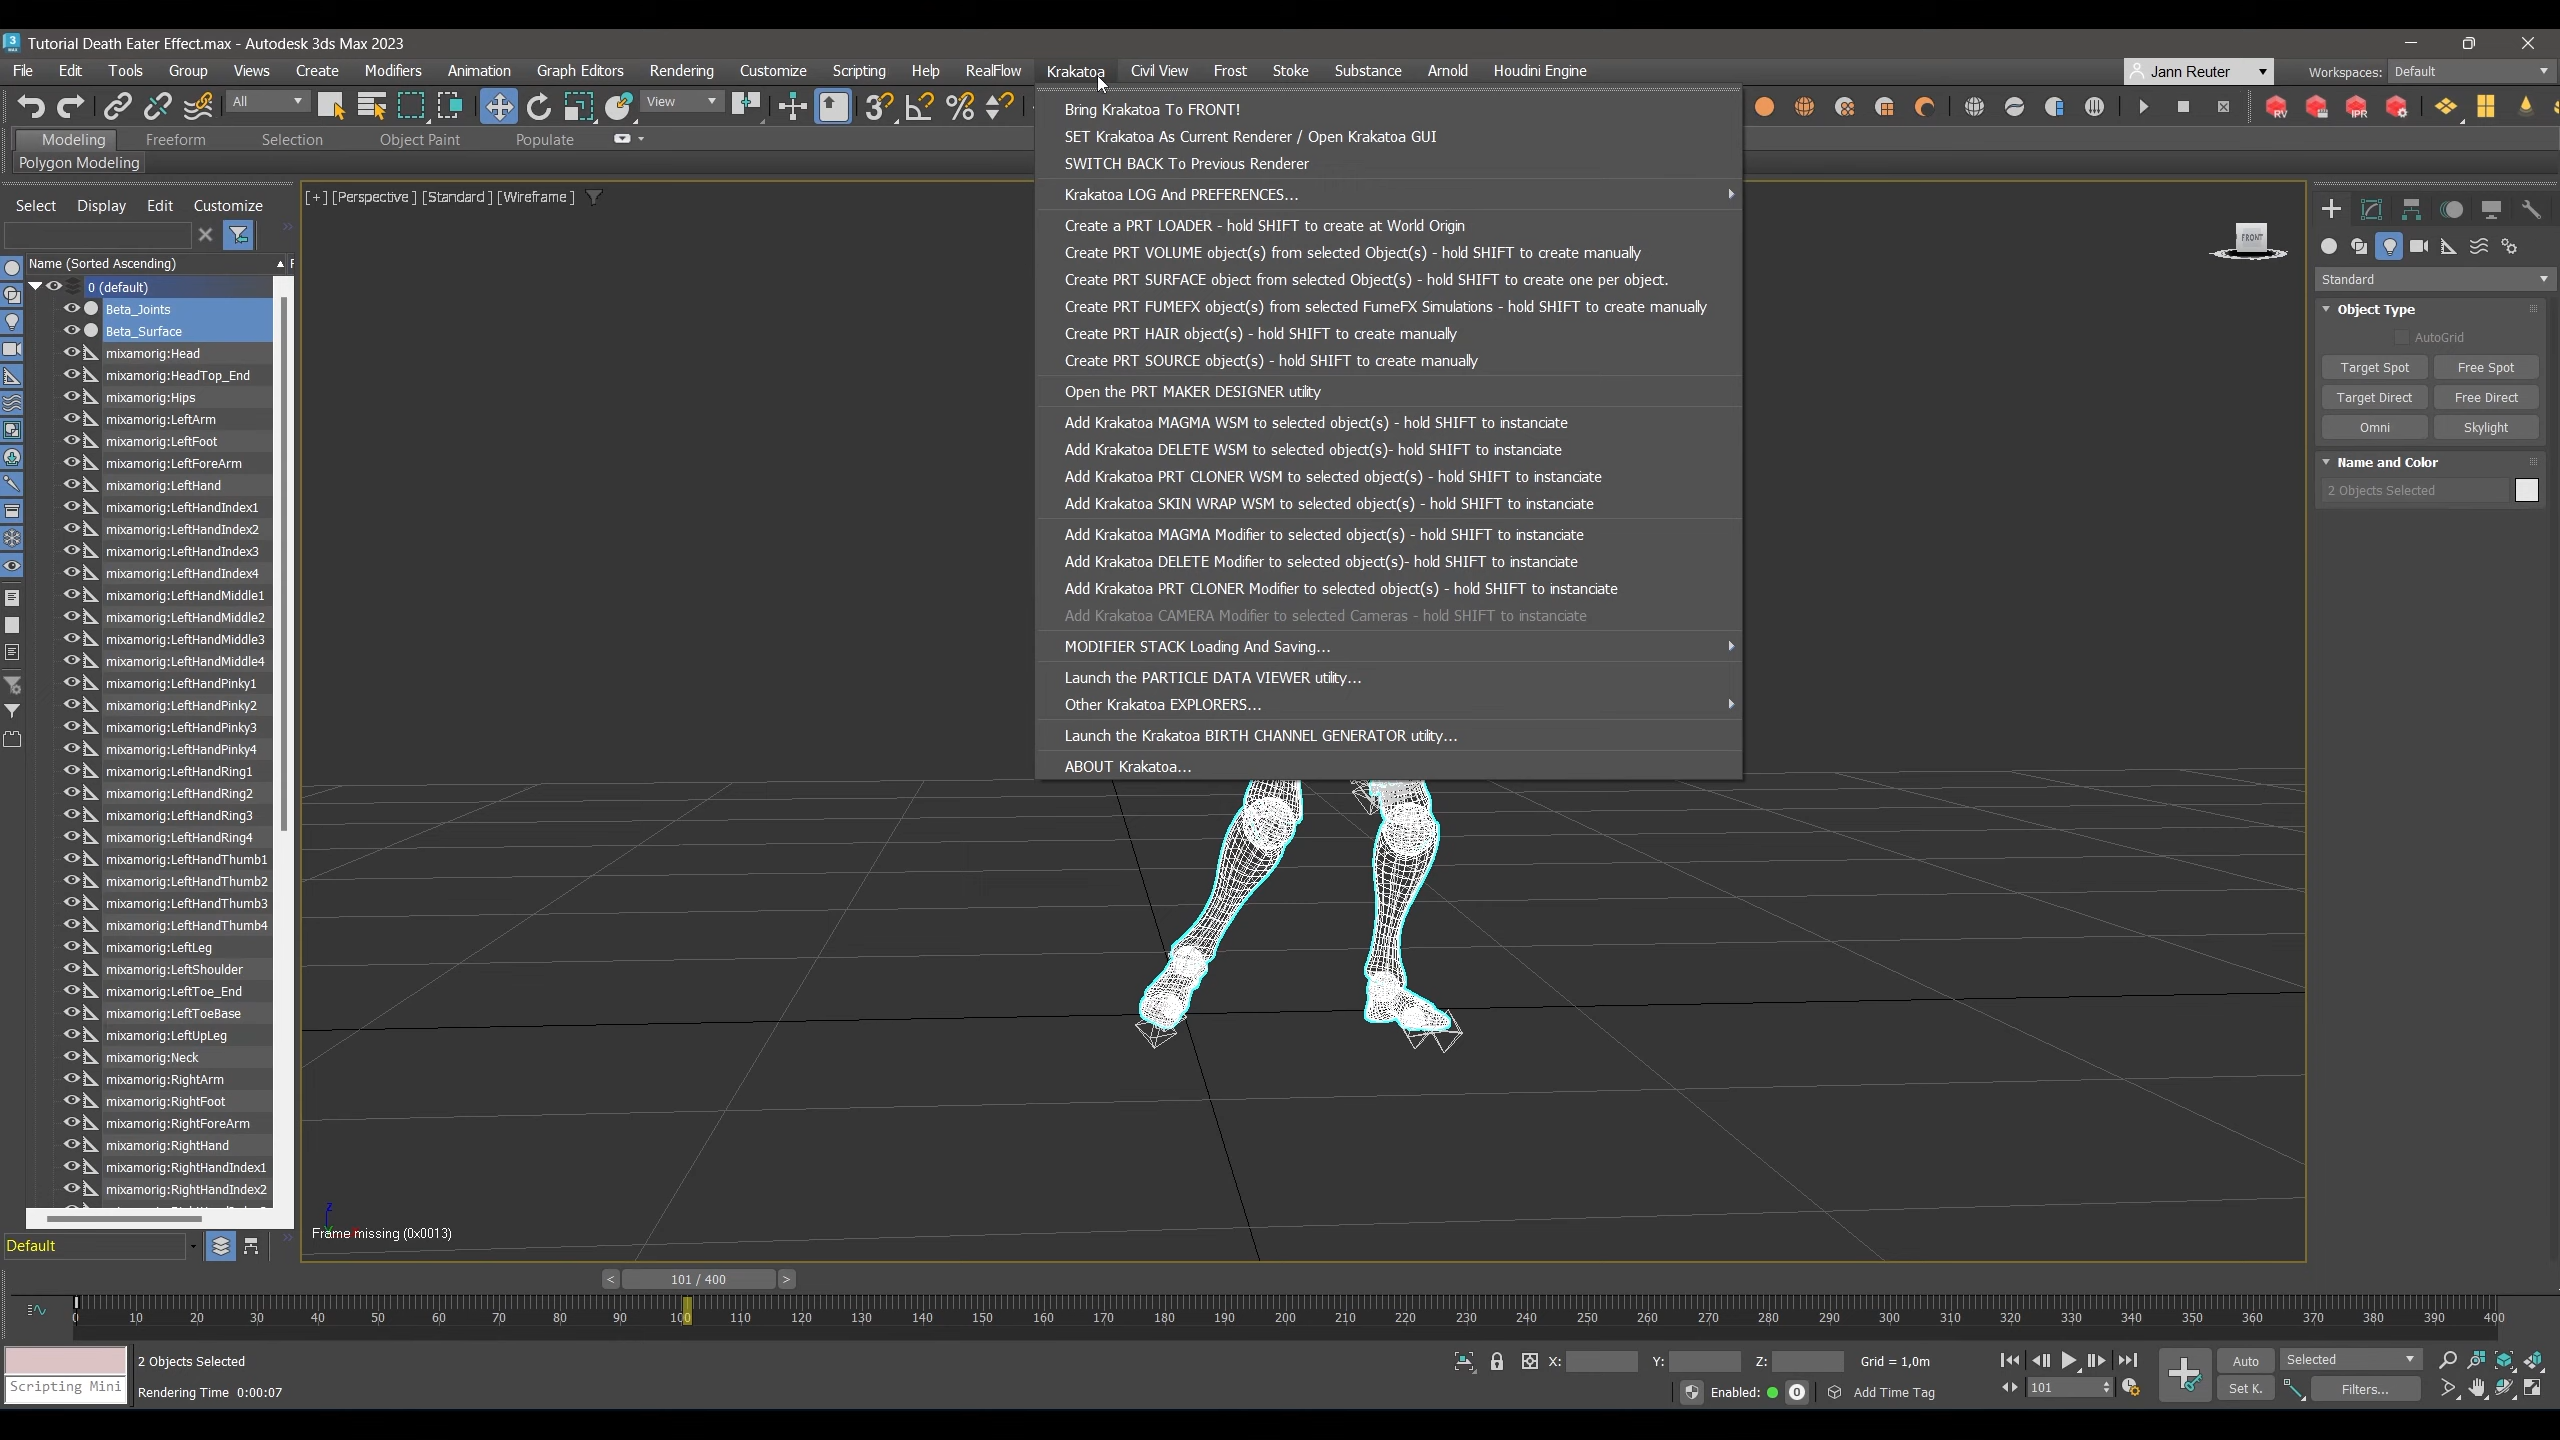 Tutorial Death Eater Effect.max - Autodesk 3ds Max 2023
File Edit Tools Group Views Create Modifiers Animation Graph Editors Rendering Customize Scripting Help RealFlow Krakatoa Civil View Frost Stoke Substance Arnold Houdini Engine
Jann Reuter
Workspaces: Default
All
View
Modeling Freeform Selection Object Paint Populate
Polygon Modeling
Bring Krakatoa To FRONT!
SET Krakatoa As Current Renderer / Open Krakatoa GUI
SWITCH BACK To Previous Renderer
Krakatoa LOG And PREFERENCES...
Create a PRT LOADER - hold SHIFT to create at World Origin
Create PRT VOLUME object(s) from selected Object(s) - hold SHIFT to create manually
Create PRT SURFACE object from selected Object(s) - hold SHIFT to create one per object.
Create PRT FUMEFX object(s) from selected FumeFX Simulations - hold SHIFT to create manually
Create PRT HAIR object(s) - hold SHIFT to create manually
Create PRT SOURCE object(s) - hold SHIFT to create manually
Open the PRT MAKER DESIGNER utility
Add Krakatoa MAGMA WSM to selected object(s) - hold SHIFT to instanciate
Add Krakatoa DELETE WSM to selected object(s)- hold SHIFT to instanciate
Add Krakatoa PRT CLONER WSM to selected object(s) - hold SHIFT to instanciate
Add Krakatoa SKIN WRAP WSM to selected object(s) - hold SHIFT to instanciate
Add Krakatoa MAGMA Modifier to selected object(s) - hold SHIFT to instanciate
Add Krakatoa DELETE Modifier to selected object(s)- hold SHIFT to instanciate
Add Krakatoa PRT CLONER Modifier to selected object(s) - hold SHIFT to instanciate
Add Krakatoa CAMERA Modifier to selected Cameras - hold SHIFT to instanciate
MODIFIER STACK Loading And Saving...
Launch the PARTICLE DATA VIEWER utility...
Other Krakatoa EXPLORERS...
Launch the Krakatoa BIRTH CHANNEL GENERATOR utility...
ABOUT Krakatoa...
Select Display Edit Customize
Name (Sorted Ascending)
0 (default)
Beta_Joints
Beta_Surface
mixamorig:Head
mixamorig:HeadTop_End
mixamorig:Hips
mixamorig:LeftArm
mixamorig:LeftFoot
mixamorig:LeftForeArm
mixamorig:LeftHand
mixamorig:LeftHandIndex1
mixamorig:LeftHandIndex2
mixamorig:LeftHandIndex3
mixamorig:LeftHandIndex4
mixamorig:LeftHandMiddle1
mixamorig:LeftHandMiddle2
mixamorig:LeftHandMiddle3
mixamorig:LeftHandMiddle4
mixamorig:LeftHandPinky1
mixamorig:LeftHandPinky2
mixamorig:LeftHandPinky3
mixamorig:LeftHandPinky4
mixamorig:LeftHandRing1
mixamorig:LeftHandRing2
mixamorig:LeftHandRing3
mixamorig:LeftHandRing4
mixamorig:LeftHandThumb1
mixamorig:LeftHandThumb2
mixamorig:LeftHandThumb3
mixamorig:LeftHandThumb4
mixamorig:LeftLeg
mixamorig:LeftShoulder
mixamorig:LeftToe_End
mixamorig:LeftToeBase
mixamorig:LeftUpLeg
mixamorig:Neck
mixamorig:RightArm
mixamorig:RightFoot
mixamorig:RightForeArm
mixamorig:RightHand
mixamorig:RightHandIndex1
mixamorig:RightHandIndex2
Default
[+] [Perspective] [Standard] [Wireframe]
FRONT
Frame missing (0x0013)
Standard
Object Type
AutoGrid
Target Spot Free Spot
Target Direct Free Direct
Omni Skylight
Name and Color
2 Objects Selected
< 101 / 400 >
0 10 20 30 40 50 60 70 80 90 100 110 120 130 140 150 160 170 180 190 200 210 220 230 240 250 260 270 280 290 300 310 320 330 340 350 360 370 380 390 400
Scripting Mini
2 Objects Selected
Rendering Time 0:00:07
X: Y: Z: Grid = 1,0m
Enabled: 0 Add Time Tag
101
Auto Selected
Set K. Filters...